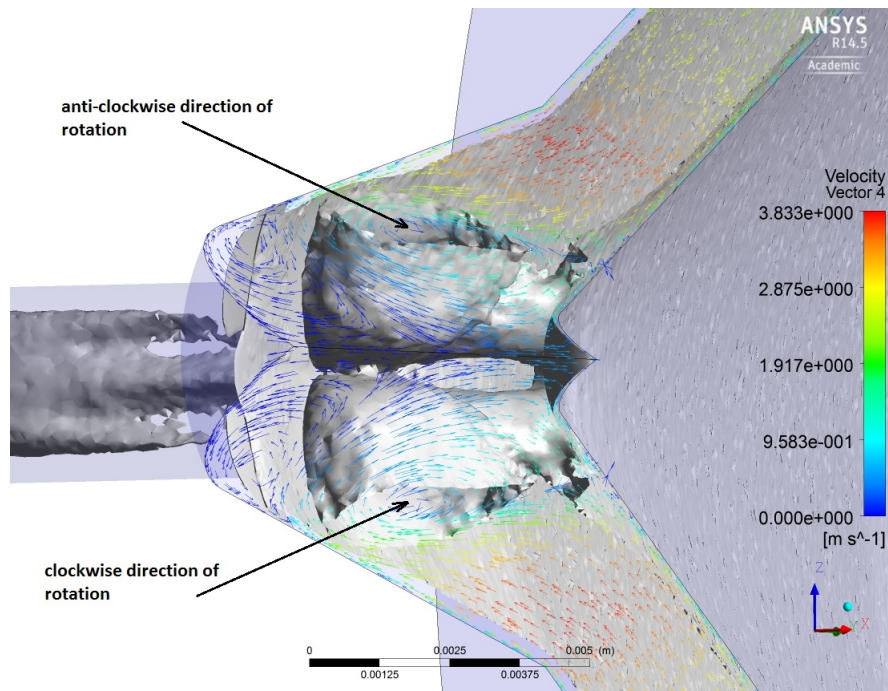 ANSYS
R14.5
Academic
anti-clockwise direction of
rotation
Velocity
Vector 4
3.833e+000
2.875e+000
1.917e+000
9.583e-001
0.000e+000
[m s^-1]
clockwise direction of
rotation
Z
X
0 0.0025 0.005 (m)
0.00125 0.00375